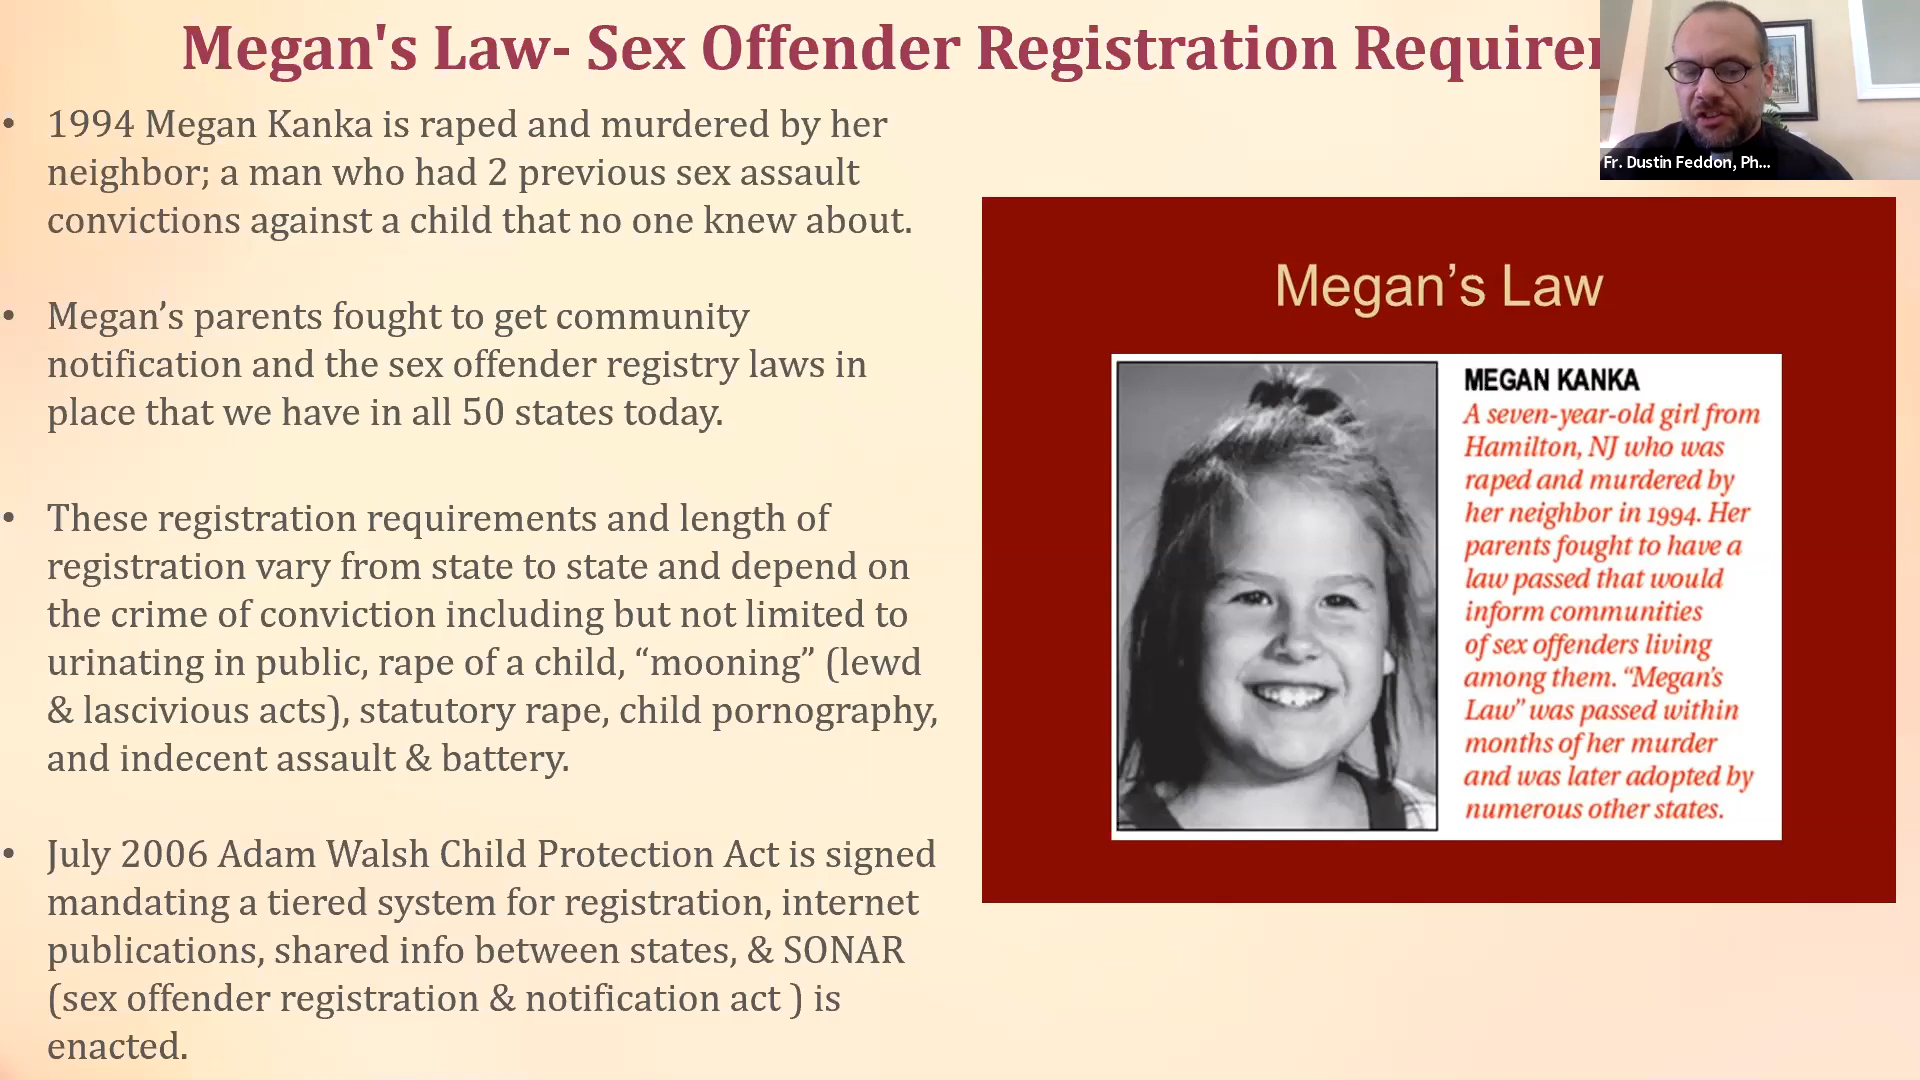 Megan's Law- Sex Offender Registration
Fr. Dustin Feddon, Ph...
• 1994 Megan Kanka is raped and murdered by her
neighbor; a man who had 2 previous sex assault
convictions against a child that no one knew about.
• Megan’s parents fought to get community
notification and the sex offender registry laws in
place that we have in all 50 states today.
• These registration requirements and length of
registration vary from state to state and depend on
the crime of conviction including but not limited to
urinating in public, rape of a child, “mooning” (lewd
& lascivious acts), statutory rape, child pornography,
and indecent assault & battery.
• July 2006 Adam Walsh Child Protection Act is signed
mandating a tiered system for registration, internet
publications, shared info between states, & SONAR
(sex offender registration & notification act ) is
enacted.
Megan’s Law
MEGAN KANKA
A seven-year-old girl from
Hamilton, NJ who was
raped and murdered by
her neighbor in 1994. Her
parents fought to have a
law passed that would
inform communities
of sex offenders living
among them. “Megan’s
Law” was passed within
months of her murder
and was later adopted by
numerous other states.